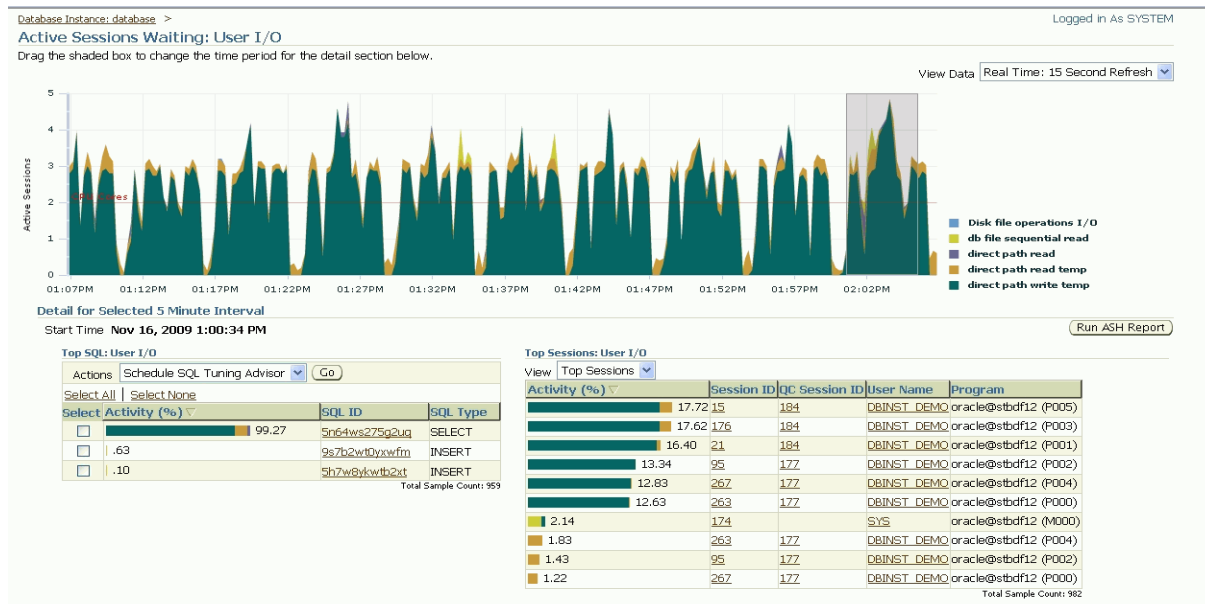 Database Instance: database >
Logged in As SYSTEM
Active Sessions Waiting: User I/O
Drag the shaded box to change the time period for the detail section below.
View Data Real Time: 15 Second Refresh
5
4
3
2
1
0
Active Sessions
CPU Cores
01:07PM 01:12PM 01:17PM 01:22PM 01:27PM 01:32PM 01:37PM 01:42PM 01:47PM 01:52PM 01:57PM 02:02PM
Disk file operations I/O
db file sequential read
direct path read
direct path read temp
direct path write temp
Detail for Selected 5 Minute Interval
Start Time Nov 16, 2009 1:00:34 PM
Run ASH Report
Top SQL: User I/O
Actions Schedule SQL Tuning Advisor Go
Select All | Select None
Select Activity (%) SQL ID SQL Type
99.27 5n64ws275g2uq SELECT
.63 9s7b2wt0yxwfm INSERT
.10 5h7w8ykwtb2xt INSERT
Total Sample Count: 959
Top Sessions: User I/O
View Top Sessions
Activity (%) Session ID QC Session ID User Name Program
17.72 15 184 DBINST_DEMO oracle@stbdf12 (P005)
17.62 176 184 DBINST_DEMO oracle@stbdf12 (P003)
16.40 21 184 DBINST_DEMO oracle@stbdf12 (P001)
13.34 95 177 DBINST_DEMO oracle@stbdf12 (P002)
12.83 267 177 DBINST_DEMO oracle@stbdf12 (P004)
12.63 263 177 DBINST_DEMO oracle@stbdf12 (P000)
2.14 174 SYS oracle@stbdf12 (M000)
1.83 263 177 DBINST_DEMO oracle@stbdf12 (P004)
1.43 95 177 DBINST_DEMO oracle@stbdf12 (P002)
1.22 267 177 DBINST_DEMO oracle@stbdf12 (P000)
Total Sample Count: 982